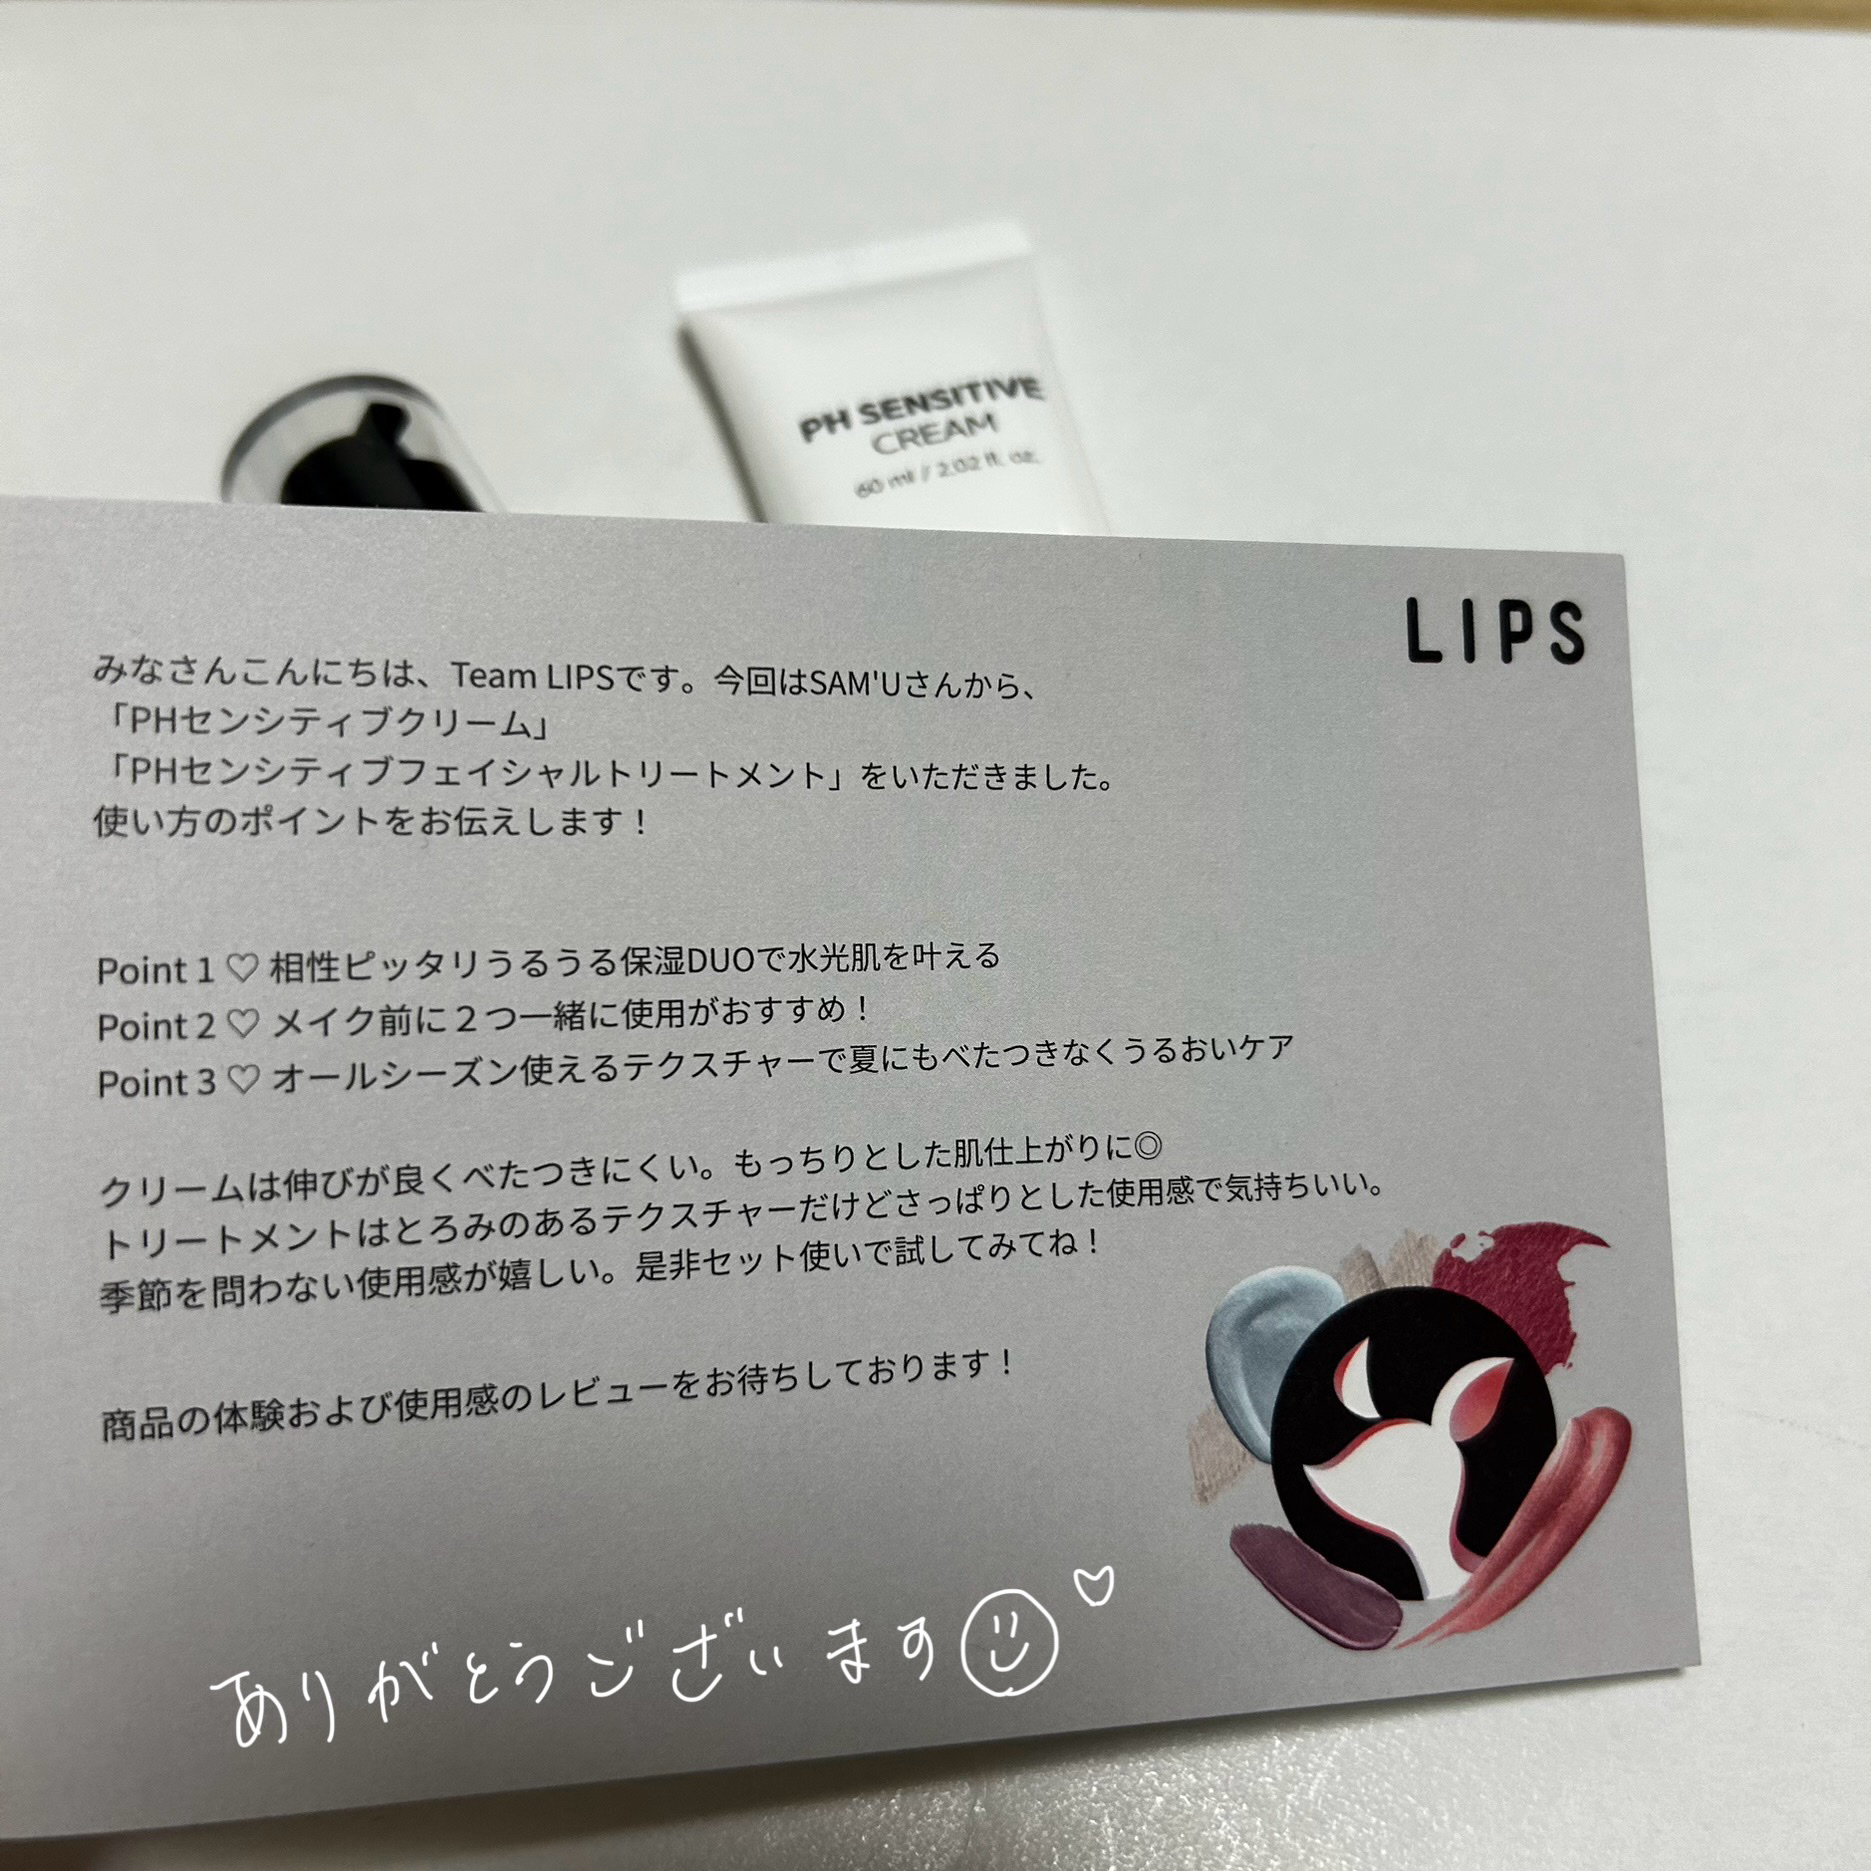 PH SENSITIVE
CREAM
60 ml / 2.02 fl. oz.
LIPS
みなさんこんにちは、Team LIPSです。今回はSAM'Uさんから、
「PHセンシティブクリーム」
「PHセンシティブフェイシャルトリートメント」をいただきました。
使い方のポイントをお伝えします！
Point 1 ♡ 相性ピッタリうるうる保湿DUOで水光肌を叶える
Point 2 ♡ メイク前に２つ一緒に使用がおすすめ！
Point 3 ♡ オールシーズン使えるテクスチャーで夏にもべたつきなくうるおいケア
クリームは伸びが良くべたつきにくい。もっちりとした肌仕上がりに◎
トリートメントはとろみのあるテクスチャーだけどさっぱりとした使用感で気持ちいい。
季節を問わない使用感が嬉しい。是非セット使いで試してみてね！
商品の体験および使用感のレビューをお待ちしております！
ありがとうございます